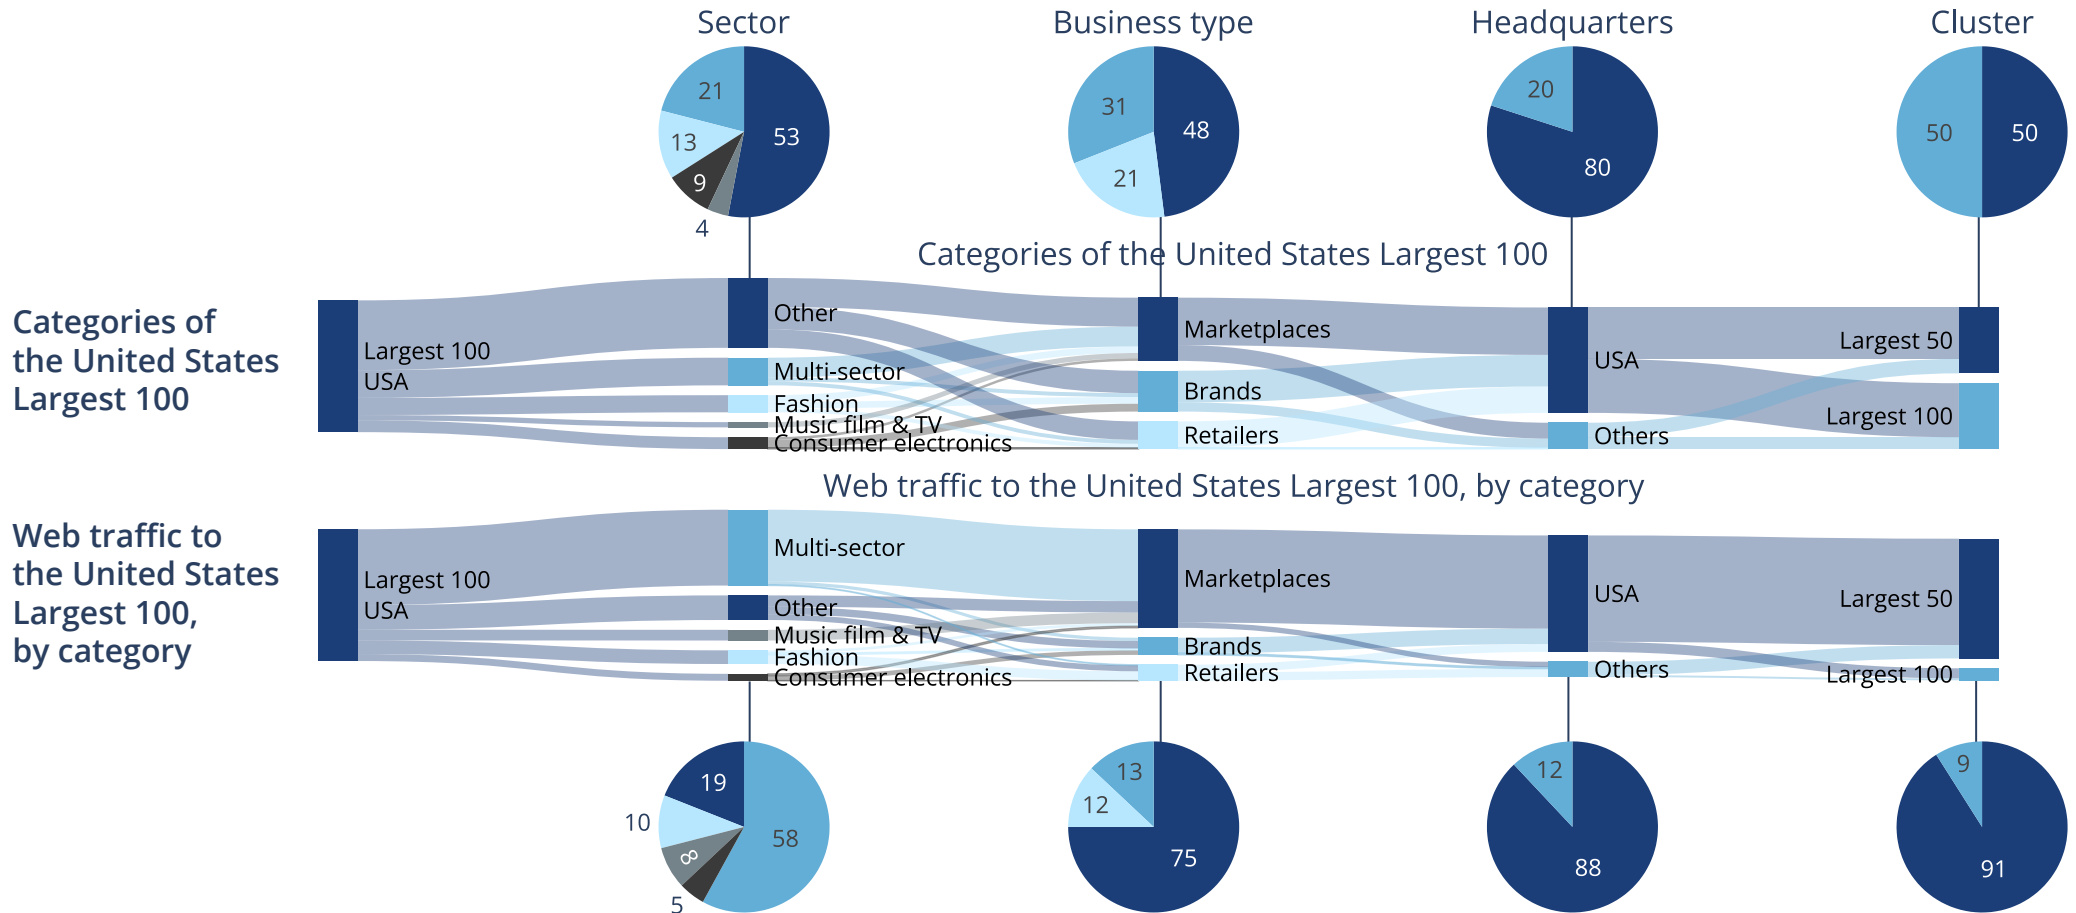 Sector
Business type
Headquarters
Cluster
21
53
13
9
4
31
48
21
20
80
50
50
Categories of the United States Largest 100
Categories of
the United States
Largest 100
Largest 100
USA
Other
Multi-sector
Fashion
Music film & TV
Consumer electronics
Marketplaces
Brands
Retailers
USA
Others
Largest 50
Largest 100
Web traffic to the United States Largest 100, by category
Web traffic to
the United States
Largest 100,
by category
Largest 100
USA
Multi-sector
Other
Music film & TV
Fashion
Consumer electronics
Marketplaces
Brands
Retailers
USA
Others
Largest 50
Largest 100
19
10
58
8
5
13
12
75
12
88
9
91